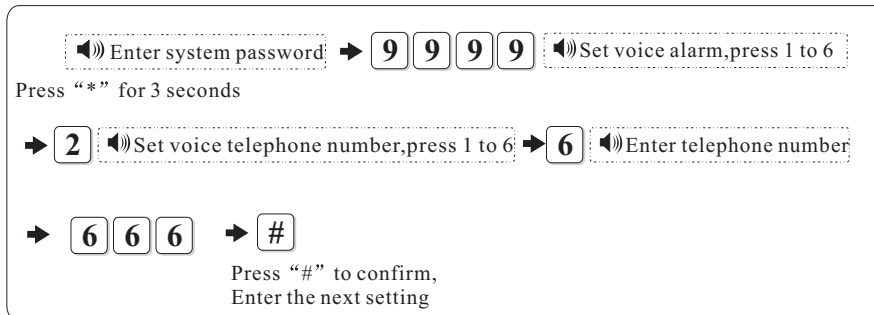 Enter system password 9 9 9 9 Set voice alarm,press 1 to 6
Press “*” for 3 seconds
2 Set voice telephone number,press 1 to 6 6 Enter telephone number
6 6 6 #
Press “#” to confirm,
Enter the next setting